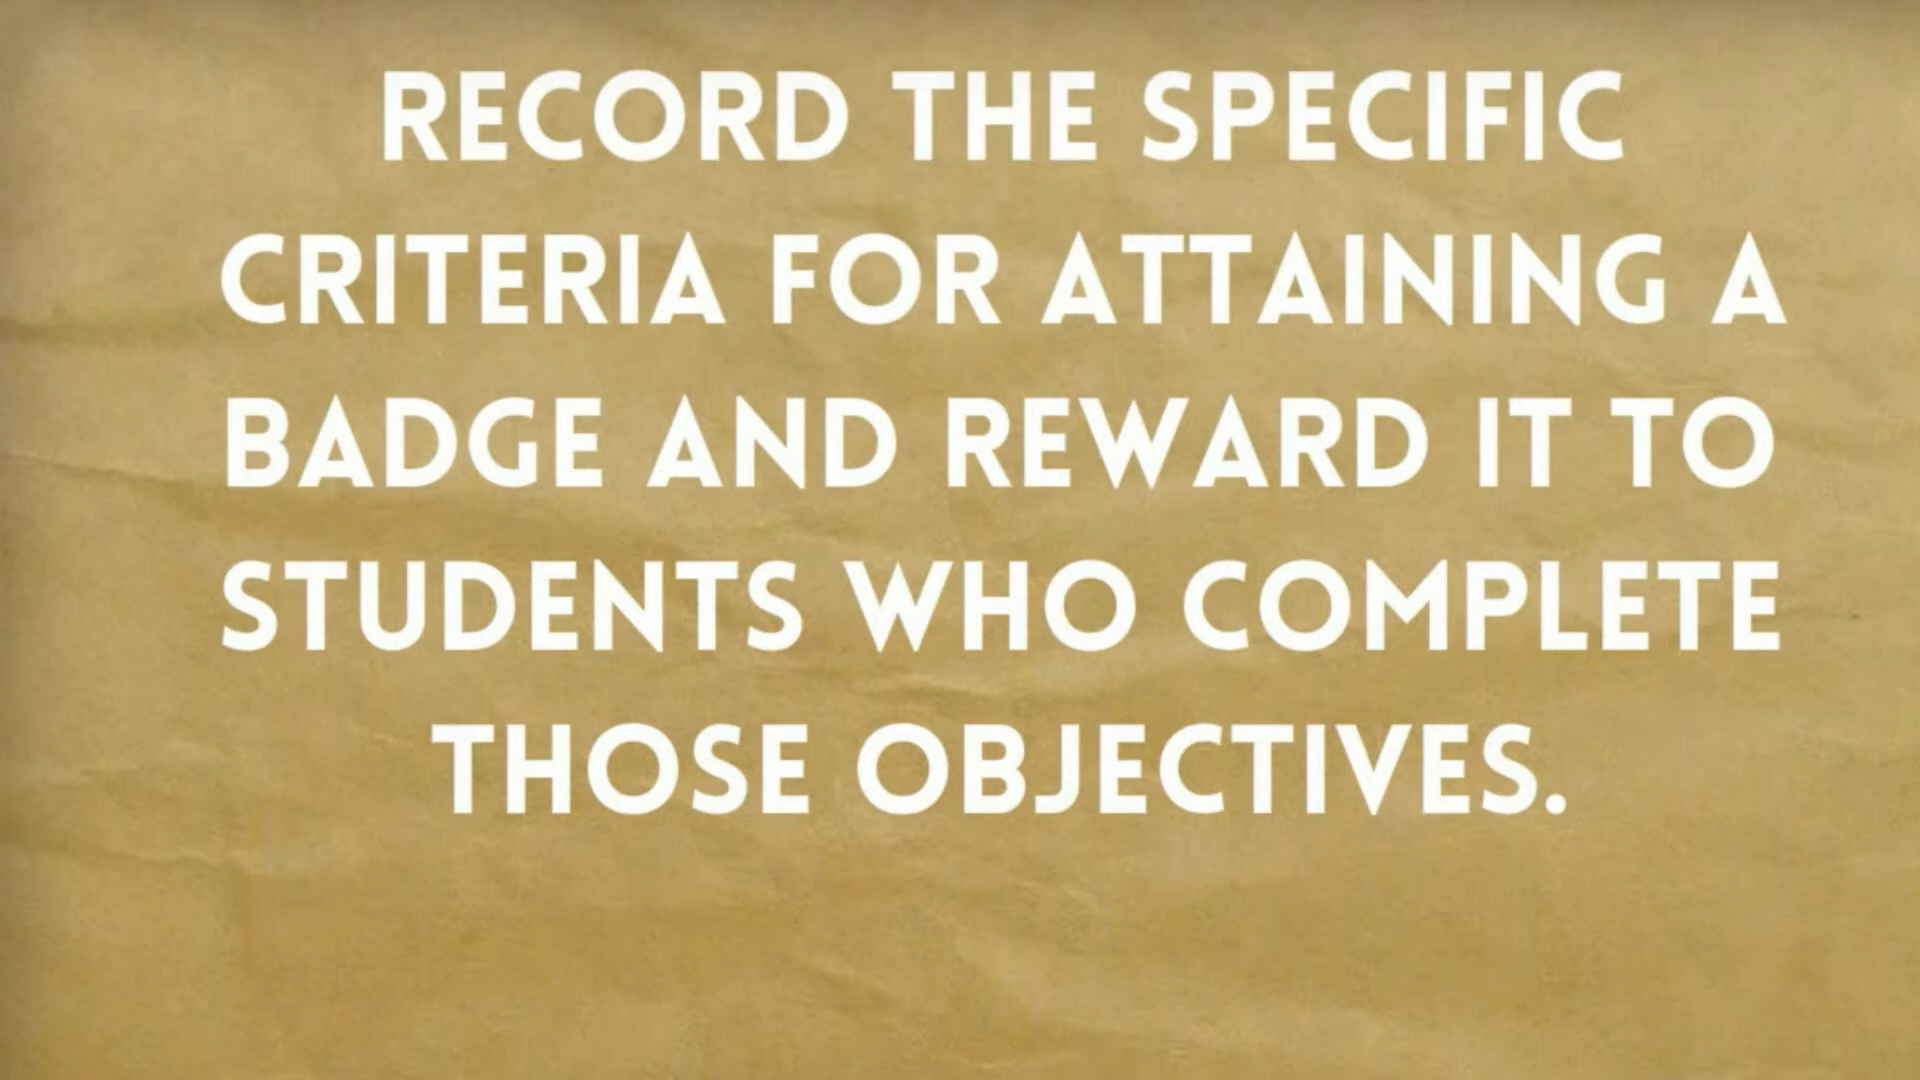 RECORD THE SPECIFIC
CRITERIA FOR ATTAINING A
BADGE AND REWARD IT TO
STUDENTS WHO COMPLETE
THOSE OBJECTIVES.